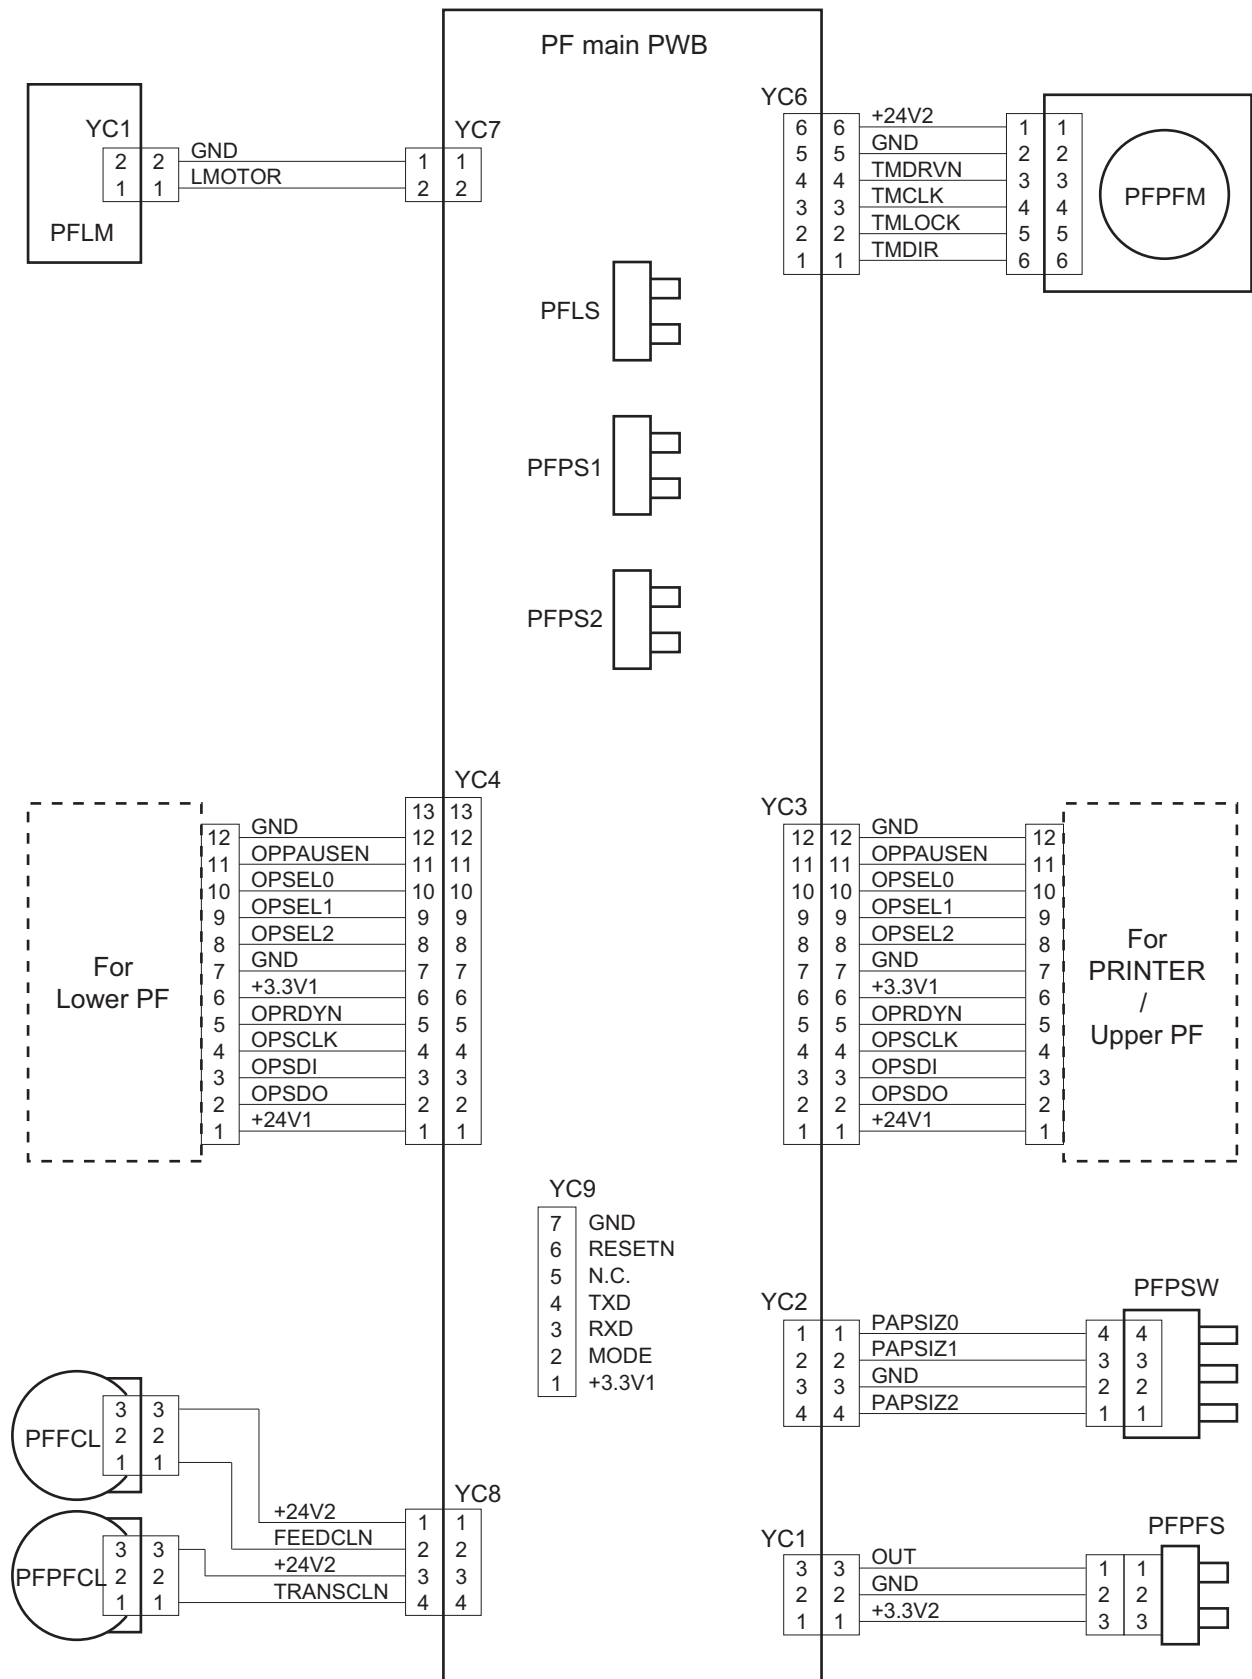 PF main PWB
YC1
2 2 GND
1 1 LMOTOR
PFLM
YC7
1 1
2 2
YC6
6 6 +24V2 1 1
5 5 GND 2 2
4 4 TMDRVN 3 3
3 3 TMCLK 4 4
2 2 TMLOCK 5 5
1 1 TMDIR 6 6
PFPFM
PFLS
PFPS1
PFPS2
YC4
13 13
12 GND 12 12
11 OPPAUSEN 11 11
10 OPSEL0 10 10
9 OPSEL1 9 9
8 OPSEL2 8 8
7 GND 7 7
6 +3.3V1 6 6
5 OPRDYN 5 5
4 OPSCLK 4 4
3 OPSDI 3 3
2 OPSDO 2 2
1 +24V1 1 1
For
Lower PF
YC3
12 12 GND 12
11 11 OPPAUSEN 11
10 10 OPSEL0 10
9 9 OPSEL1 9
8 8 OPSEL2 8
7 7 GND 7
6 6 +3.3V1 6
5 5 OPRDYN 5
4 4 OPSCLK 4
3 3 OPSDI 3
2 2 OPSDO 2
1 1 +24V1 1
For
PRINTER
/
Upper PF
YC9
7 GND
6 RESETN
5 N.C.
4 TXD
3 RXD
2 MODE
1 +3.3V1
YC2
PFPSW
1 1 PAPSIZ0 4 4
2 2 PAPSIZ1 3 3
3 3 GND 2 2
4 4 PAPSIZ2 1 1
PFFCL
3 3
2 2
1 1
PFPFCL
3 3
2 2
1 1
YC8
+24V2 1 1
FEEDCLN 2 2
+24V2 3 3
TRANSCLN 4 4
YC1
PFPFS
3 3 OUT 1 1
2 2 GND 2 2
1 1 +3.3V2 3 3